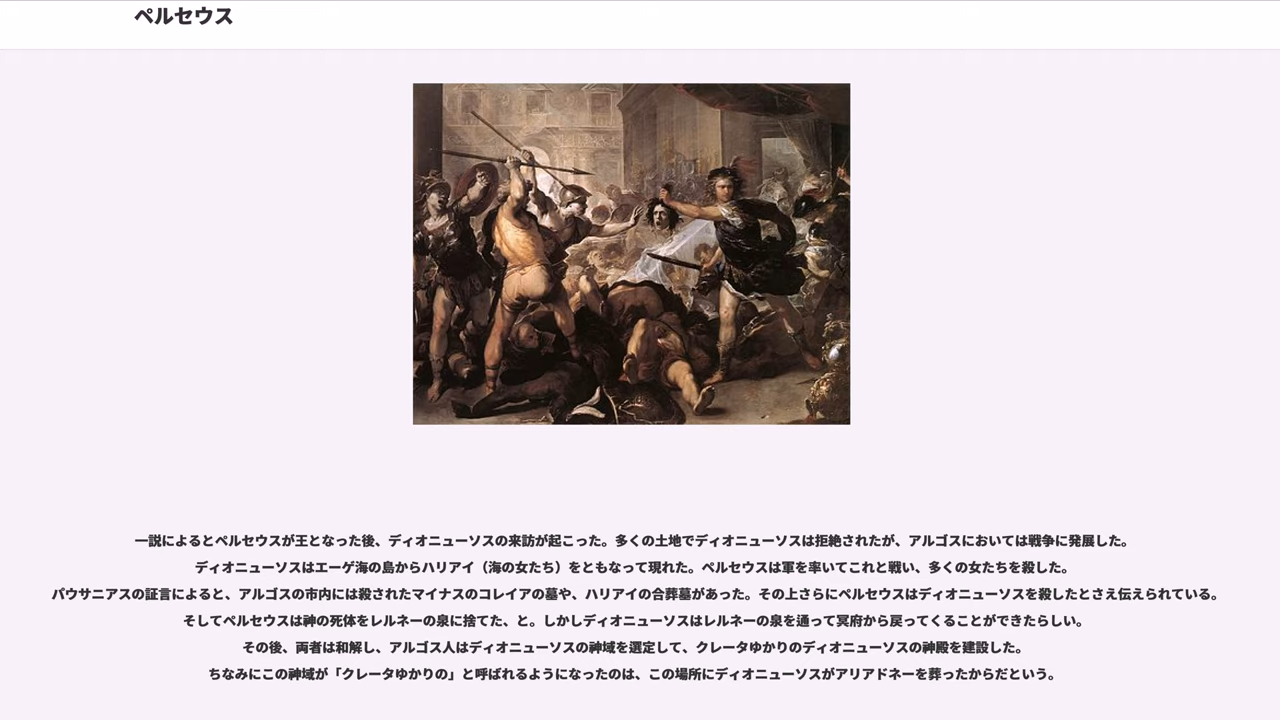 ペルセウス
一説によるとペルセウスが王となった後、ディオニューソスの来訪が起こった。多くの土地でディオニューソスは拒絶されたが、アルゴスにおいては戦争に発展した。
ディオニューソスはエーゲ海の島からハリアイ（海の女たち）をともなって現れた。ペルセウスは軍を率いてこれと戦い、多くの女たちを殺した。
パウサニアスの証言によると、アルゴスの市内には殺されたマイナスのコレイアの墓や、ハリアイの合葬墓があった。その上さらにペルセウスはディオニューソスを殺したとさえ伝えられている。
そしてペルセウスは神の死体をレルネーの泉に捨てた、と。しかしディオニューソスはレルネーの泉を通って冥府から戻ってくることができたらしい。
その後、両者は和解し、アルゴス人はディオニューソスの神域を選定して、クレータゆかりのディオニューソスの神殿を建設した。
ちなみにこの神域が「クレータゆかりの」と呼ばれるようになったのは、この場所にディオニューソスがアリアドネーを葬ったからだという。